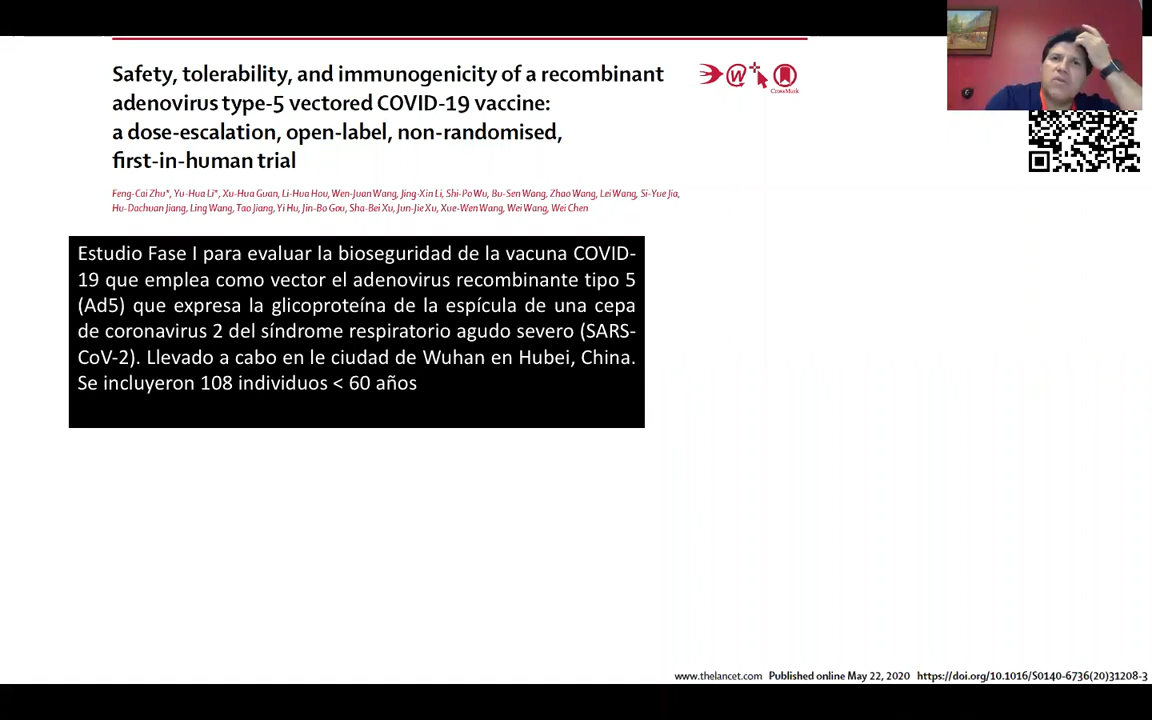 Safety, tolerability, and immunogenicity of a recombinant
adenovirus type-5 vectored COVID-19 vaccine:
a dose-escalation, open-label, non-randomised,
first-in-human trial
CrossMark
Feng-Cai Zhu*, Yu-Hua Li*, Xu-Hua Guan, Li-Hua Hou, Wen-Juan Wang, Jing-Xin Li, Shi-Po Wu, Bu-Sen Wang, Zhao Wang, Lei Wang, Si-Yue Jia,
Hu-Dachuan Jiang, Ling Wang, Tao Jiang, Yi Hu, Jin-Bo Gou, Sha-Bei Xu, Jun-Jie Xu, Xue-Wen Wang, Wei Wang, Wei Chen
Estudio Fase I para evaluar la bioseguridad de la vacuna COVID-
19 que emplea como vector el adenovirus recombinante tipo 5
(Ad5) que expresa la glicoproteína de la espícula de una cepa
de coronavirus 2 del síndrome respiratorio agudo severo (SARS-
CoV-2). Llevado a cabo en le ciudad de Wuhan en Hubei, China.
Se incluyeron 108 individuos < 60 años
www.thelancet.com Published online May 22, 2020 https://doi.org/10.1016/S0140-6736(20)31208-3